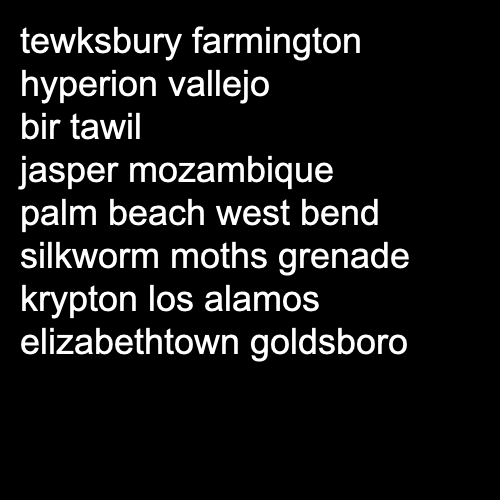 tewksbury farmington
hyperion vallejo
bir tawil
jasper mozambique
palm beach west bend
silkworm moths grenade
krypton los alamos
elizabethtown goldsboro